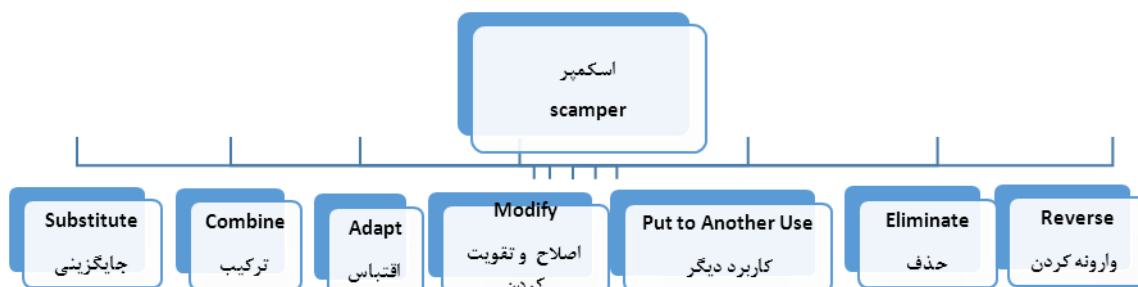 اسکمپر
scamper
Substitute
جایگزینی
Combine
ترکیب
Adapt
اقتباس
Modify
اصلاح و تقویت
کردن
Put to Another Use
کاربرد دیگر
Eliminate
حذف
Reverse
وارونه کردن